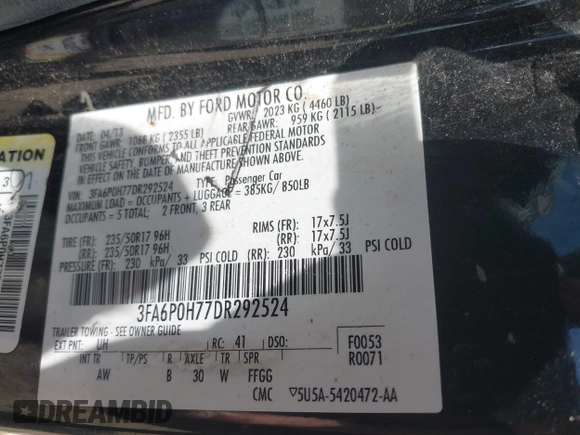 MFD. BY FORD MOTOR CO.
DATE: 04/13 GVWR: 2023 KG ( 4460 LB)
FRONT GAWR: 1068 KG ( 2355 LB) REAR GAWR: 959 KG ( 2115 LB)
THIS VEHICLE CONFORMS TO ALL APPLICABLE FEDERAL MOTOR
VEHICLE SAFETY, BUMPER, AND THEFT PREVENTION STANDARDS
IN EFFECT ON THE DATE OF MANUFACTURE SHOWN ABOVE.
VIN: 3FA6P0H77DR292524 TYPE: Passenger Car
MAXIMUM LOAD = OCCUPANTS + LUGGAGE = 385KG/ 850LB
OCCUPANTS = 5 TOTAL: 2 FRONT, 3 REAR
TIRE (FR): 235/50R17 96H RIMS (FR): 17x7.5J
(RR): 235/50R17 96H (RR): 17x7.5J
PRESSURE (FR): 230 kPa/ 33 PSI COLD (RR): 230 kPa/ 33 PSI COLD
3FA6P0H77DR292524
TRAILER TOWING - SEE OWNER GUIDE
EXT PNT: UH RC: 41 DSO: F0053
INT TR TP/PS R AXLE TR SPR R0071
AW B 30 W FFGG
CMC 5U5A-5420472-AA
DREAMBID